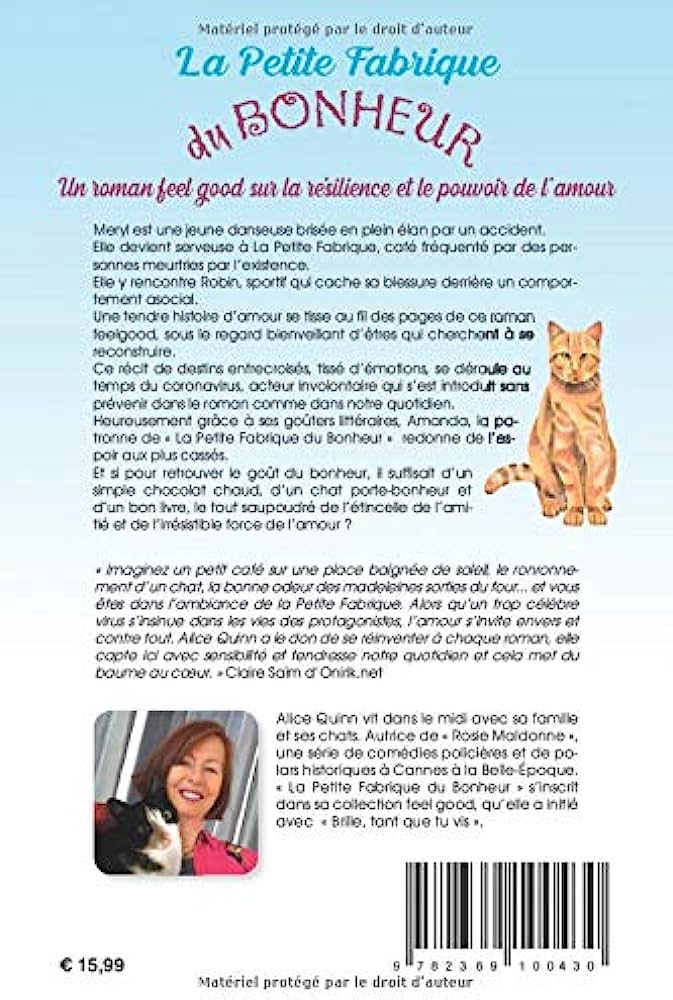 Matériel protégé par le droit d'auteur
La Petite Fabrique
du BONHEUR
Un roman feel good sur la résilience et le pouvoir de l'amour
Meryl est une jeune danseuse brisée en plein élan par un accident.
Elle devient serveuse à La Petite Fabrique, café fréquenté par des per-
sonnes meurtries par l'existence.
Elle y rencontre Robin, sportif qui cache sa blessure derrière un compor-
tement asocial.
Une tendre histoire d'amour se tisse au fil des pages de ce roman
feelgood, sous le regard bienveillant d'êtres qui cherchent à se
reconstruire.
Ce récit de destins entrecroisés, tissé d'émotions, se déroule au
temps du coronavirus, acteur involontaire qui s'est introduit sans
prévenir dans le roman comme dans notre quotidien.
Heureusement grâce à ses goûters littéraires, Amanda, la pa-
tronne de « La Petite Fabrique du Bonheur » redonne de l'es-
poir aux plus cassés.
Et si pour retrouver le goût du bonheur, il suffisait d'un
simple chocolat chaud, d'un chat porte-bonheur et
d'un bon livre, le tout saupoudré de l'étincelle de l'ami-
tié et de l'irrésistible force de l'amour ?
« Imaginez un petit café sur une place baignée de soleil, le ronronne-
ment d'un chat, la bonne odeur des madeleines sorties du four... et vous
êtes dans l'ambiance de la Petite Fabrique. Alors qu'un trop célèbre
virus s'insinue dans les vies des protagonistes, l'amour s'invite envers et
contre tout. Alice Quinn a le don de se réinventer à chaque roman, elle
capte ici avec sensibilité et tendresse notre quotidien et cela met du
baume au cœur. » Claire Saim d'Onirik.net
Alice Quinn vit dans le midi avec sa famille
et ses chats. Autrice de « Rosie Maldonne »,
une série de comédies policières et de po-
lars historiques à Cannes à la Belle-Époque.
« La Petite Fabrique du Bonheur » s'inscrit
dans sa collection feel good, qu'elle a initié
avec « Brille, tant que tu vis ».
€ 15,99
9 782369 100430
Matériel protégé par le droit d'auteur